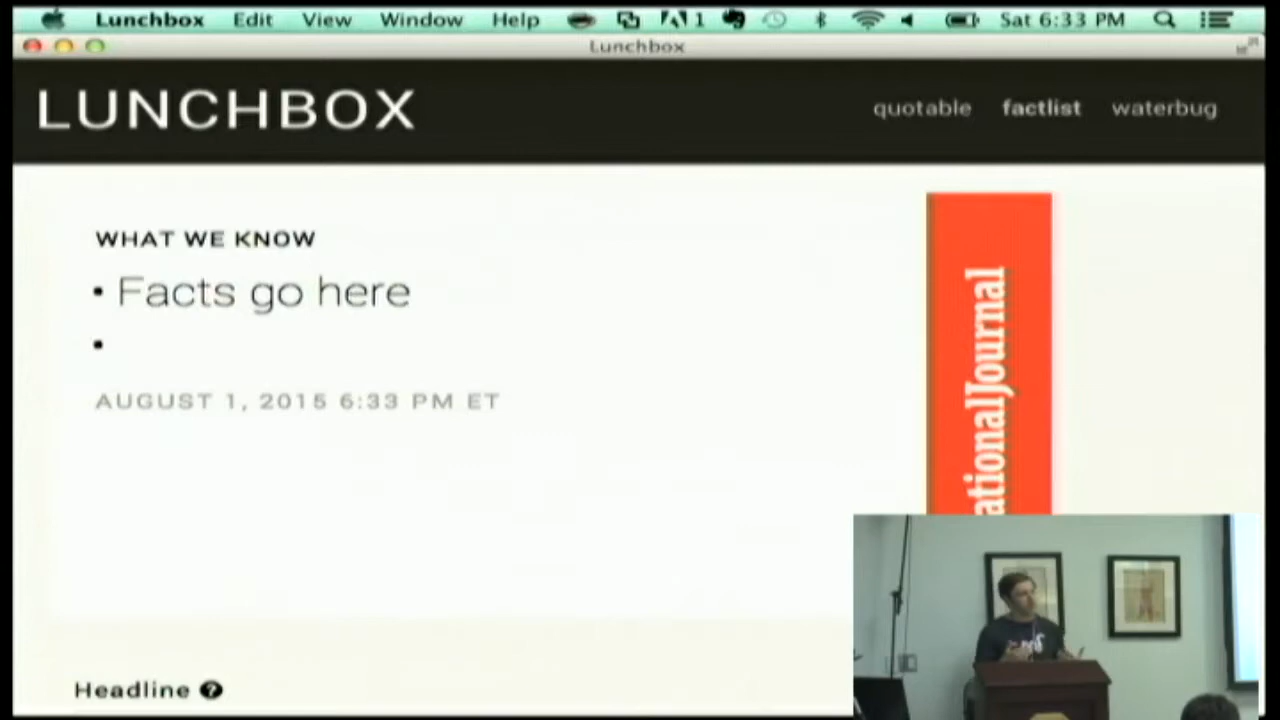 Lunchbox Edit View Window Help 1 Sat 6:33 PM
Lunchbox
LUNCHBOX
quotable factlist waterbug
WHAT WE KNOW
• Facts go here
•
AUGUST 1, 2015 6:33 PM ET
ationalJournal
Headline ?